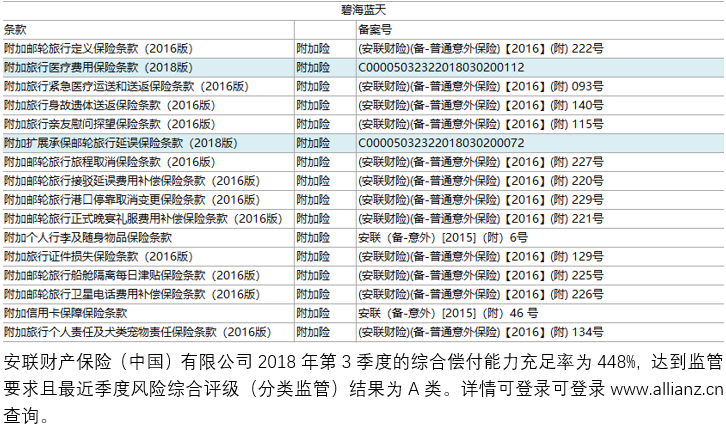 碧海蓝天
条款 备案号
附加邮轮旅行定义保险条款（2016版） 附加险 (安联财险)(备-普通意外保险)【2016】(附) 222号
附加旅行医疗费用保险条款（2018版） 附加险 C00005032322018030200112
附加旅行紧急医疗运送和送返保险条款（2016版） 附加险 (安联财险)(备-普通意外保险)【2016】(附) 093号
附加旅行身故遗体送返保险条款（2016版） 附加险 (安联财险)(备-普通意外保险)【2016】(附) 140号
附加旅行亲友慰问探望保险条款（2016版） 附加险 (安联财险)(备-普通意外保险)【2016】(附) 115号
附加扩展承保邮轮旅行延误保险条款（2018版） 附加险 C00005032322018030200072
附加邮轮旅行旅程取消保险条款（2016版） 附加险 (安联财险)(备-普通意外保险)【2016】(附) 227号
附加邮轮旅行接驳延误费用补偿保险条款（2016版） 附加险 (安联财险)(备-普通意外保险)【2016】(附) 220号
附加邮轮旅行港口停靠取消变更保险条款（2016版） 附加险 (安联财险)(备-普通意外保险)【2016】(附) 229号
附加邮轮旅行正式晚宴礼服费用补偿保险条款（2016版） 附加险 (安联财险)(备-普通意外保险)【2016】(附) 221号
附加个人行李及随身物品保险条款 附加险 安联（备-意外）[2015]（附）6号
附加旅行证件损失保险条款（2016版） 附加险 (安联财险)(备-普通意外保险)【2016】(附) 129号
附加邮轮旅行船舱隔离每日津贴保险条款（2016版） 附加险 (安联财险)(备-普通意外保险)【2016】(附) 225号
附加邮轮旅行卫星电话费用补偿保险条款（2016版） 附加险 (安联财险)(备-普通意外保险)【2016】(附) 226号
附加信用卡保障保险条款 附加险 安联（备-意外）[2015]（附）46 号
附加旅行个人责任及犬类宠物责任保险条款（2016版） 附加险 (安联财险)(备-普通意外保险)【2016】(附) 134号
安联财产保险（中国）有限公司 2018 年第 3 季度的综合偿付能力充足率为 448%，达到监管
要求且最近季度风险综合评级（分类监管）结果为 A 类。详情可登录可登录 www.allianz.cn
查询。